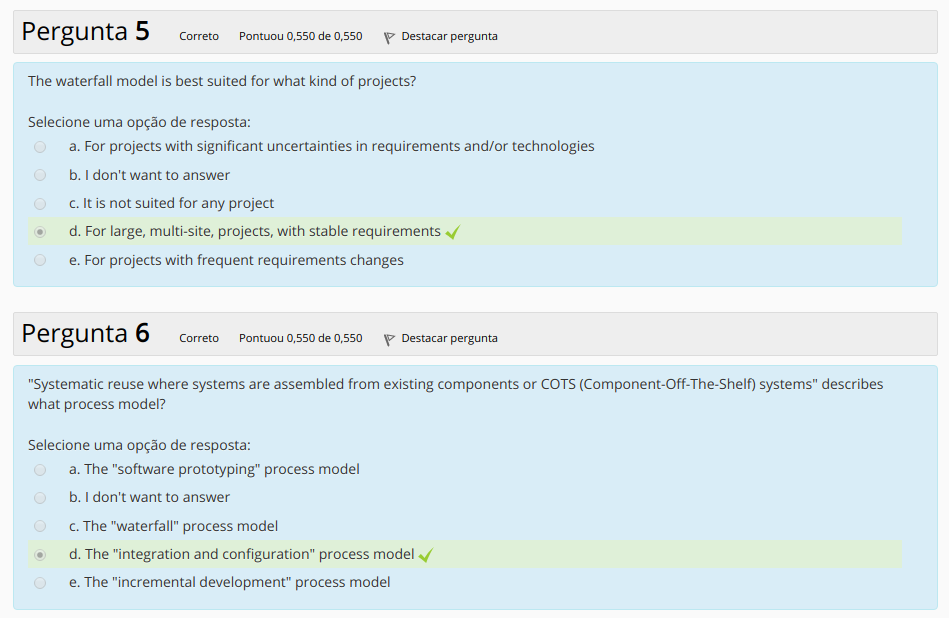 Pergunta 5 Correto Pontuou 0,550 de 0,550 Destacar pergunta
The waterfall model is best suited for what kind of projects?
Selecione uma opção de resposta:
a. For projects with significant uncertainties in requirements and/or technologies
b. I don't want to answer
c. It is not suited for any project
d. For large, multi-site, projects, with stable requirements
e. For projects with frequent requirements changes
Pergunta 6 Correto Pontuou 0,550 de 0,550 Destacar pergunta
"Systematic reuse where systems are assembled from existing components or COTS (Component-Off-The-Shelf) systems" describes
what process model?
Selecione uma opção de resposta:
a. The "software prototyping" process model
b. I don't want to answer
c. The "waterfall" process model
d. The "integration and configuration" process model
e. The "incremental development" process model